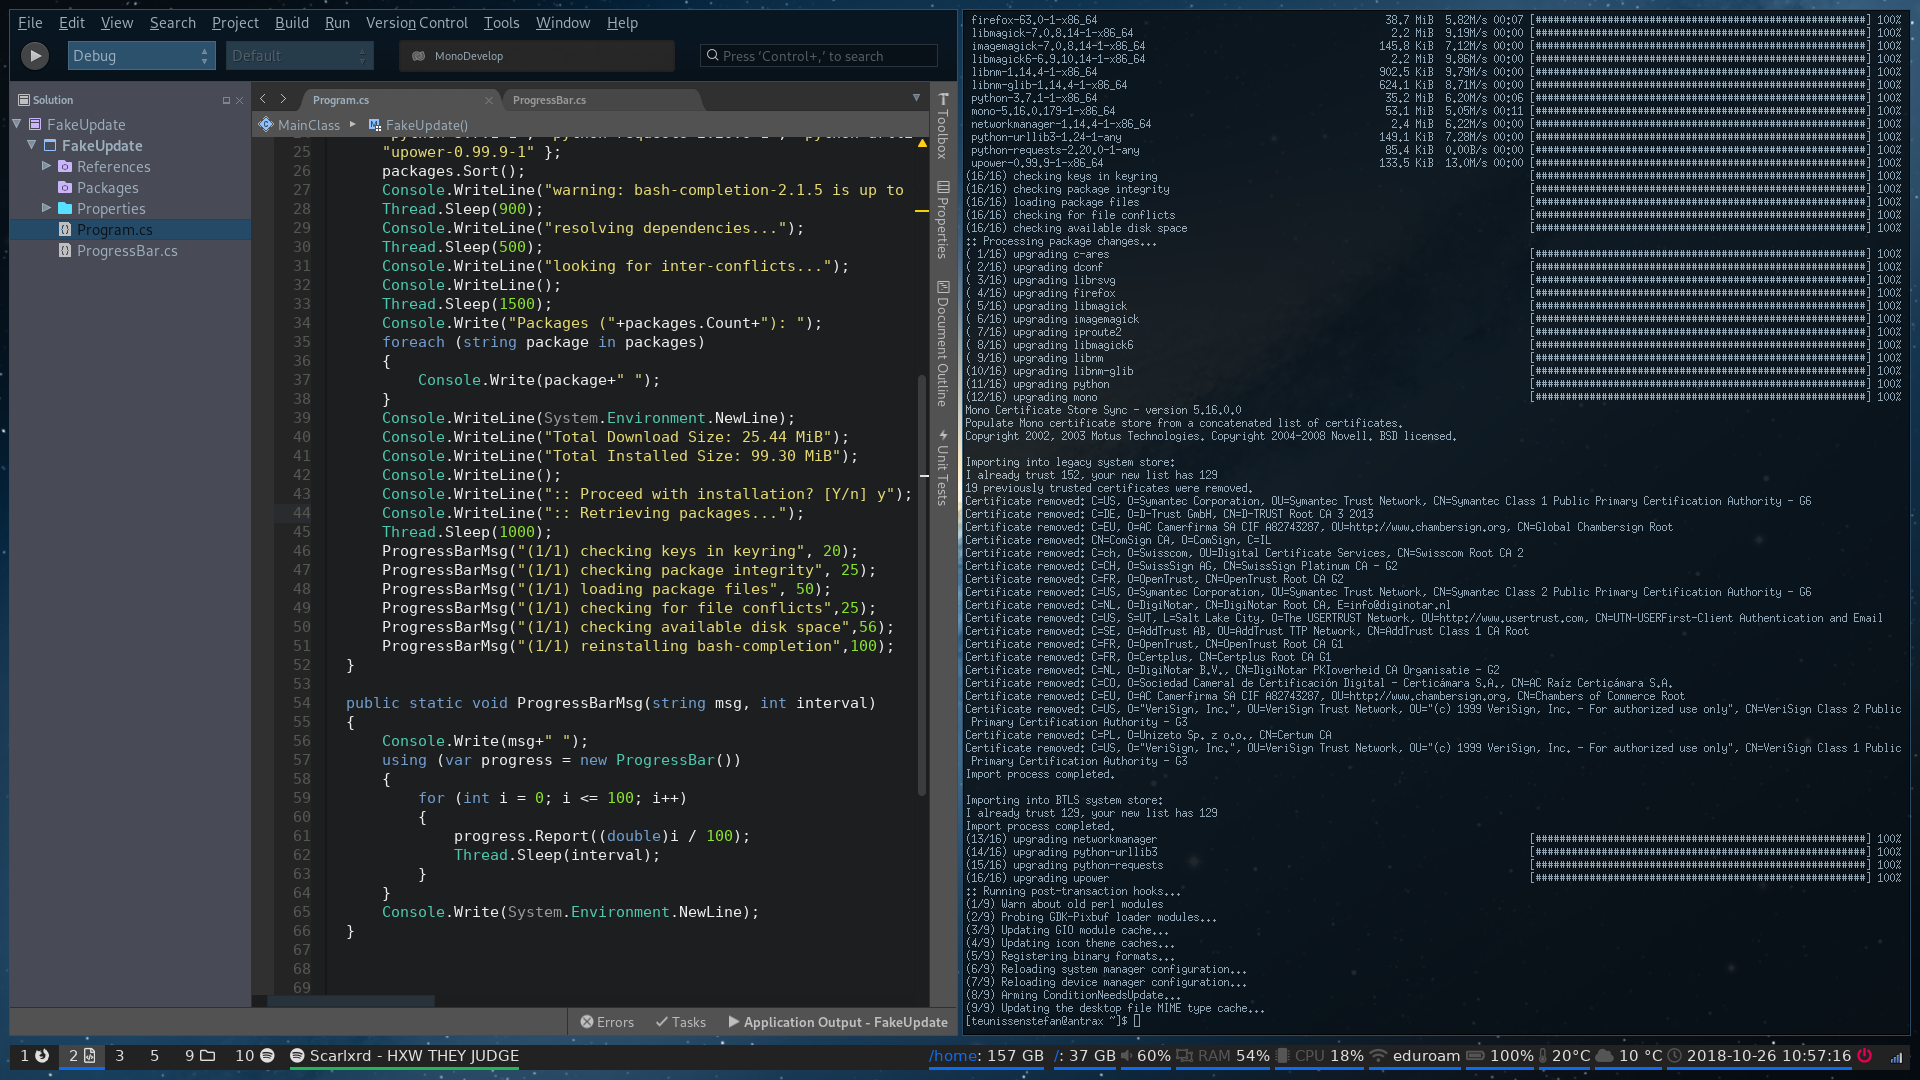 File Edit View Search Project Build Run Version Control Tools Window Help
Debug Default MonoDevelop Press 'Control+,' to search
Solution
FakeUpdate
FakeUpdate
References
Packages
Properties
Program.cs
ProgressBar.cs
Program.cs ProgressBar.cs
MainClass FakeUpdate()
25 "upower-0.99.9-1" };
26 packages.Sort();
27 Console.WriteLine("warning: bash-completion-2.1.5 is up to
28 Thread.Sleep(900);
29 Console.WriteLine("resolving dependencies...");
30 Thread.Sleep(500);
31 Console.WriteLine("looking for inter-conflicts...");
32 Console.WriteLine();
33 Thread.Sleep(1500);
34 Console.Write("Packages ("+packages.Count+"): ");
35 foreach (string package in packages)
36 {
37 Console.Write(package+" ");
38 }
39 Console.WriteLine(System.Environment.NewLine);
40 Console.WriteLine("Total Download Size: 25.44 MiB");
41 Console.WriteLine("Total Installed Size: 99.30 MiB");
42 Console.WriteLine();
43 Console.WriteLine(":: Proceed with installation? [Y/n] y");
44 Console.WriteLine(":: Retrieving packages...");
45 Thread.Sleep(1000);
46 ProgressBarMsg("(1/1) checking keys in keyring", 20);
47 ProgressBarMsg("(1/1) checking package integrity", 25);
48 ProgressBarMsg("(1/1) loading package files", 50);
49 ProgressBarMsg("(1/1) checking for file conflicts",25);
50 ProgressBarMsg("(1/1) checking available disk space",56);
51 ProgressBarMsg("(1/1) reinstalling bash-completion",100);
52 }
53
54 public static void ProgressBarMsg(string msg, int interval)
55 {
56 Console.Write(msg+" ");
57 using (var progress = new ProgressBar())
58 {
59 for (int i = 0; i <= 100; i++)
60 {
61 progress.Report((double)i / 100);
62 Thread.Sleep(interval);
63 }
64 }
65 Console.Write(System.Environment.NewLine);
66 }
67
68
69
Toolbox
Properties
Document Outline
Unit Tests
Errors Tasks Application Output - FakeUpdate
firefox-63.0-1-x86_64 38.7 MiB 5.82M/s 00:07 [#######################################################] 100%
libmagick-7.0.8.14-1-x86_64 2.2 MiB 9.19M/s 00:00 [#######################################################] 100%
imagemagick-7.0.8.14-1-x86_64 145.8 KiB 7.12M/s 00:00 [#######################################################] 100%
libmagick6-6.9.10.14-1-x86_64 2.2 MiB 9.86M/s 00:00 [#######################################################] 100%
libnm-1.14.4-1-x86_64 902.5 KiB 9.79M/s 00:00 [#######################################################] 100%
libnm-glib-1.14.4-1-x86_64 624.1 KiB 8.71M/s 00:00 [#######################################################] 100%
python-3.7.1-1-x86_64 35.2 MiB 6.20M/s 00:06 [#######################################################] 100%
mono-5.16.0.179-1-x86_64 53.1 MiB 5.05M/s 00:11 [#######################################################] 100%
networkmanager-1.14.4-1-x86_64 2.4 MiB 6.22M/s 00:00 [#######################################################] 100%
python-urllib3-1.24-1-any 149.1 KiB 7.28M/s 00:00 [#######################################################] 100%
python-requests-2.20.0-1-any 85.4 KiB 0.00B/s 00:00 [#######################################################] 100%
upower-0.99.9-1-x86_64 133.5 KiB 13.0M/s 00:00 [#######################################################] 100%
(16/16) checking keys in keyring [#######################################################] 100%
(16/16) checking package integrity [#######################################################] 100%
(16/16) loading package files [#######################################################] 100%
(16/16) checking for file conflicts [#######################################################] 100%
(16/16) checking available disk space [#######################################################] 100%
:: Processing package changes...
( 1/16) upgrading c-ares [#######################################################] 100%
( 2/16) upgrading dconf [#######################################################] 100%
( 3/16) upgrading librsvg [#######################################################] 100%
( 4/16) upgrading firefox [#######################################################] 100%
( 5/16) upgrading libmagick [#######################################################] 100%
( 6/16) upgrading imagemagick [#######################################################] 100%
( 7/16) upgrading iproute2 [#######################################################] 100%
( 8/16) upgrading libmagick6 [#######################################################] 100%
( 9/16) upgrading libnm [#######################################################] 100%
(10/16) upgrading libnm-glib [#######################################################] 100%
(11/16) upgrading python [#######################################################] 100%
(12/16) upgrading mono [#######################################################] 100%
Mono Certificate Store Sync - version 5.16.0.0
Populate Mono certificate store from a concatenated list of certificates.
Copyright 2002, 2003 Motus Technologies. Copyright 2004-2008 Novell. BSD licensed.
Importing into legacy system store:
I already trust 152, your new list has 129
19 previously trusted certificates were removed.
Certificate removed: C=US, O=Symantec Corporation, OU=Symantec Trust Network, CN=Symantec Class 1 Public Primary Certification Authority - G6
Certificate removed: C=DE, O=D-Trust GmbH, CN=D-TRUST Root CA 3 2013
Certificate removed: C=EU, O=AC Camerfirma SA CIF A82743287, OU=http://www.chambersign.org, CN=Global Chambersign Root
Certificate removed: CN=ComSign CA, O=ComSign, C=IL
Certificate removed: C=ch, O=Swisscom, OU=Digital Certificate Services, CN=Swisscom Root CA 2
Certificate removed: C=CH, O=SwissSign AG, CN=SwissSign Platinum CA - G2
Certificate removed: C=FR, O=OpenTrust, CN=OpenTrust Root CA G2
Certificate removed: C=US, O=Symantec Corporation, OU=Symantec Trust Network, CN=Symantec Class 2 Public Primary Certification Authority - G6
Certificate removed: C=NL, O=DigiNotar, CN=DigiNotar Root CA, E=info@diginotar.nl
Certificate removed: C=US, S=UT, L=Salt Lake City, O=The USERTRUST Network, OU=http://www.usertrust.com, CN=UTN-USERFirst-Client Authentication and Email
Certificate removed: C=SE, O=AddTrust AB, OU=AddTrust TTP Network, CN=AddTrust Class 1 CA Root
Certificate removed: C=FR, O=OpenTrust, CN=OpenTrust Root CA G1
Certificate removed: C=FR, O=Certplus, CN=Certplus Root CA G1
Certificate removed: C=NL, O=DigiNotar B.V., CN=DigiNotar PKIoverheid CA Organisatie - G2
Certificate removed: C=CO, O=Sociedad Cameral de Certificación Digital - Certicámara S.A., CN=AC Raíz Certicámara S.A.
Certificate removed: C=EU, O=AC Camerfirma SA CIF A82743287, OU=http://www.chambersign.org, CN=Chambers of Commerce Root
Certificate removed: C=US, O="VeriSign, Inc.", OU=VeriSign Trust Network, OU="(c) 1999 VeriSign, Inc. - For authorized use only", CN=VeriSign Class 2 Public
Primary Certification Authority - G3
Certificate removed: C=PL, O=Unizeto Sp. z o.o., CN=Certum CA
Certificate removed: C=US, O="VeriSign, Inc.", OU=VeriSign Trust Network, OU="(c) 1999 VeriSign, Inc. - For authorized use only", CN=VeriSign Class 1 Public
Primary Certification Authority - G3
Import process completed.
Importing into BTLS system store:
I already trust 129, your new list has 129
Import process completed.
(13/16) upgrading networkmanager [#######################################################] 100%
(14/16) upgrading python-urllib3 [#######################################################] 100%
(15/16) upgrading python-requests [#######################################################] 100%
(16/16) upgrading upower [#######################################################] 100%
:: Running post-transaction hooks...
(1/9) Warn about old perl modules
(2/9) Probing GDK-Pixbuf loader modules...
(3/9) Updating GIO module cache...
(4/9) Updating icon theme caches...
(5/9) Registering binary formats...
(6/9) Reloading system manager configuration...
(7/9) Reloading device manager configuration...
(8/9) Arming ConditionNeedsUpdate...
(9/9) Updating the desktop file MIME type cache...
[teunissenstefan@antrax ~]$
1 2 3 5 9 10 Scarlxrd - HXW THEY JUDGE /home: 157 GB /: 37 GB 60% RAM 54% CPU 18% eduroam 100% 20°C 10 °C 2018-10-26 10:57:16